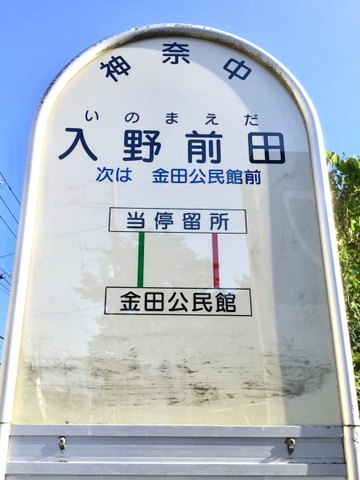 神奈中
いのまえだ
入野前田
次は 金田公民館前
当停留所
金田公民館